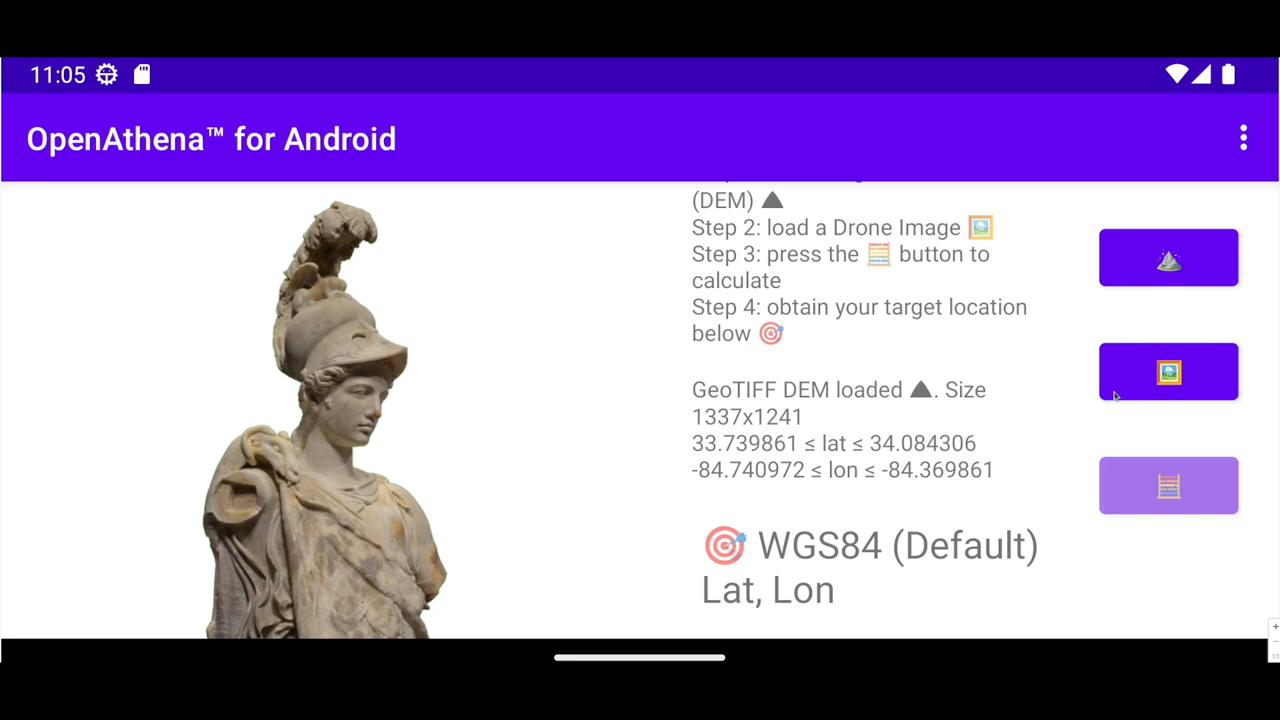 11:05
OpenAthena™ for Android
(DEM) ▲
Step 2: load a Drone Image 🖼️
Step 3: press the 🧮 button to
calculate
Step 4: obtain your target location
below 🎯
GeoTIFF DEM loaded ▲. Size
1337x1241
33.739861 ≤ lat ≤ 34.084306
-84.740972 ≤ lon ≤ -84.369861
🎯 WGS84 (Default)
Lat, Lon